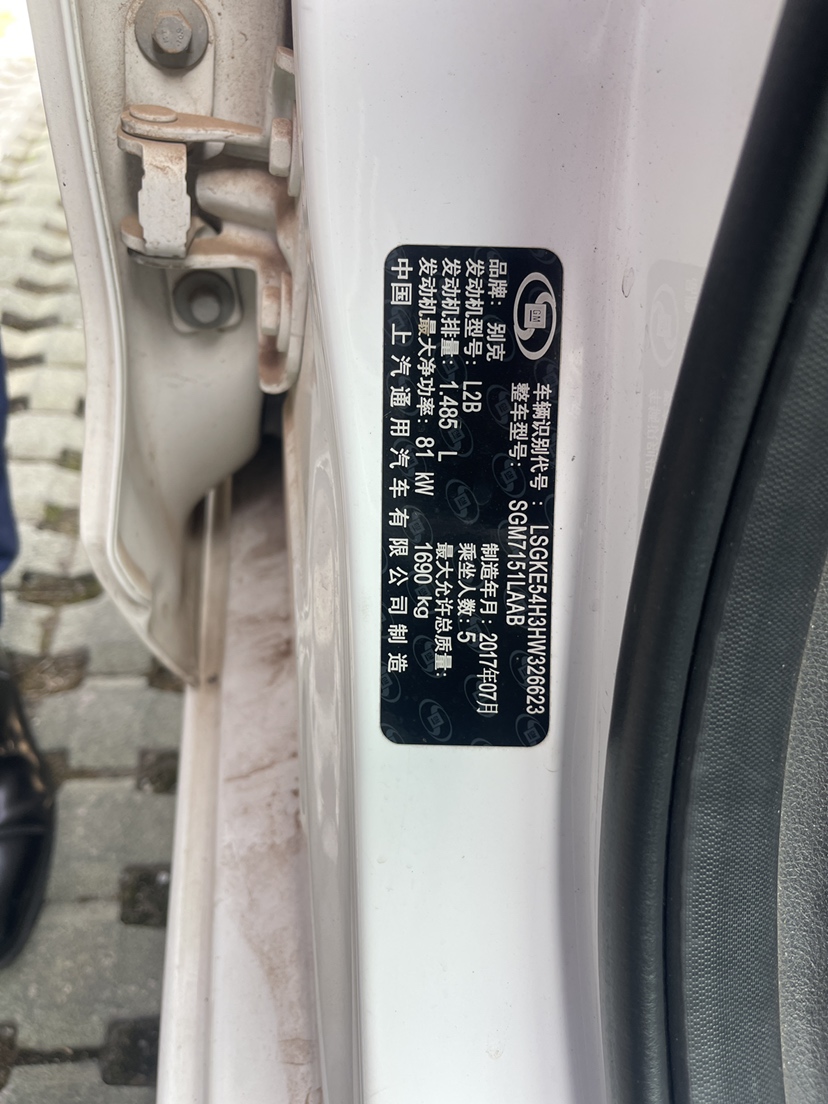 GM
车辆识别代号：LSGKE54H3HW326623
整车型号：SGM7151LAAB
品牌：别克 制造年月：2017年07月
发动机型号：L2B 乘坐人数：5
发动机排量：1.485 L 最大允许总质量：
发动机最大净功率：81 kW 1690 kg
中国上汽通用汽车有限公司制造